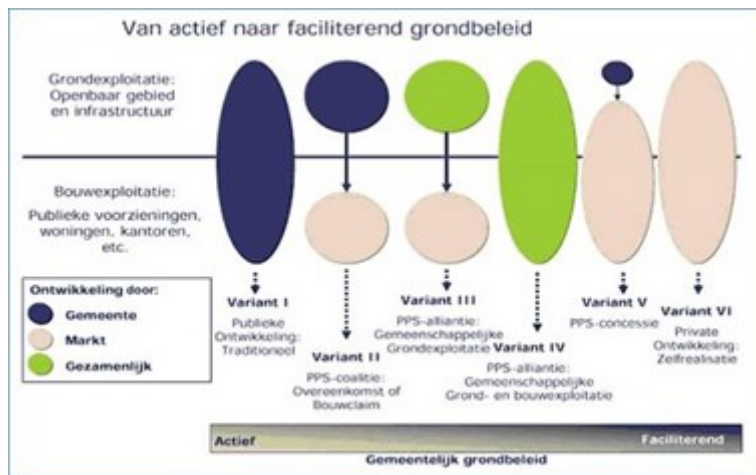 Van actief naar faciliterend grondbeleid
Grondexploitatie:
Openbaar gebied
en infrastructuur
Bouwexploitatie:
Publieke voorzieningen,
woningen, kantoren,
etc.
Ontwikkeling door:
Gemeente
Markt
Gezamenlijk
Variant I
Publieke
Ontwikkeling:
Traditioneel
Variant II
PPS-coalitie:
Overeenkomst of
Bouwclaim
Variant III
PPS-alliantie:
Gemeenschappelijke
Grondexploitatie
Variant IV
PPS-alliantie:
Gemeenschappelijke
Grond- en bouwexploitatie
Variant V
PPS-concessie
Variant VI
Private
Ontwikkeling:
Zelfrealisatie
Actief
Faciliterend
Gemeentelijk grondbeleid